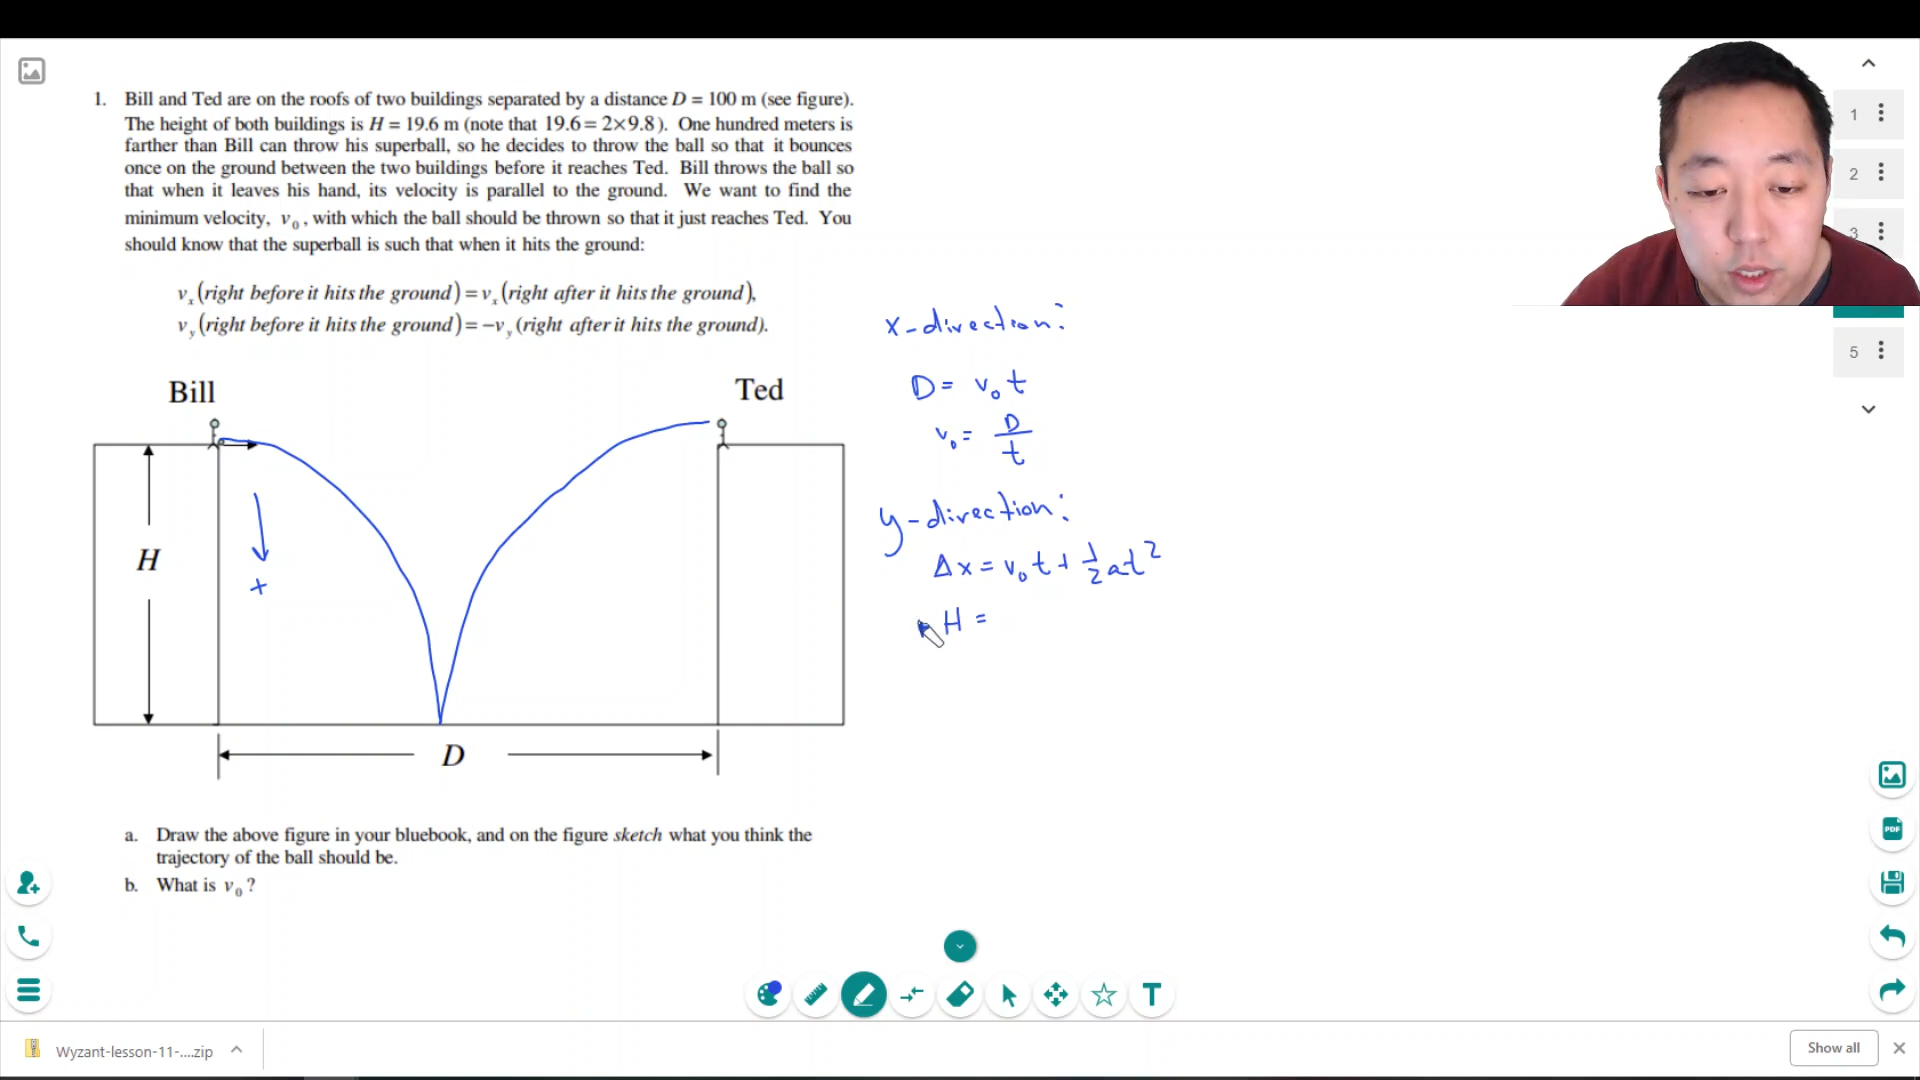 1. Bill and Ted are on the roofs of two buildings separated by a distance D = 100 m (see figure).
The height of both buildings is H = 19.6 m (note that 19.6 = 2×9.8). One hundred meters is
farther than Bill can throw his superball, so he decides to throw the ball so that it bounces
once on the ground between the two buildings before it reaches Ted. Bill throws the ball so
that when it leaves his hand, its velocity is parallel to the ground. We want to find the
minimum velocity, v₀, with which the ball should be thrown so that it just reaches Ted. You
should know that the superball is such that when it hits the ground:
vₓ(right before it hits the ground) = vₓ(right after it hits the ground),
v_y(right before it hits the ground) = −v_y(right after it hits the ground).
Bill
Ted
H
+
D
x-direction:
D = v₀ t
v₀ = D/t
y-direction:
Δx = v₀ t + ½ at²
H =
a. Draw the above figure in your bluebook, and on the figure sketch what you think the
trajectory of the ball should be.
b. What is v₀ ?
1
2
3
5
PDF
T
Wyzant-lesson-11-....zip
Show all